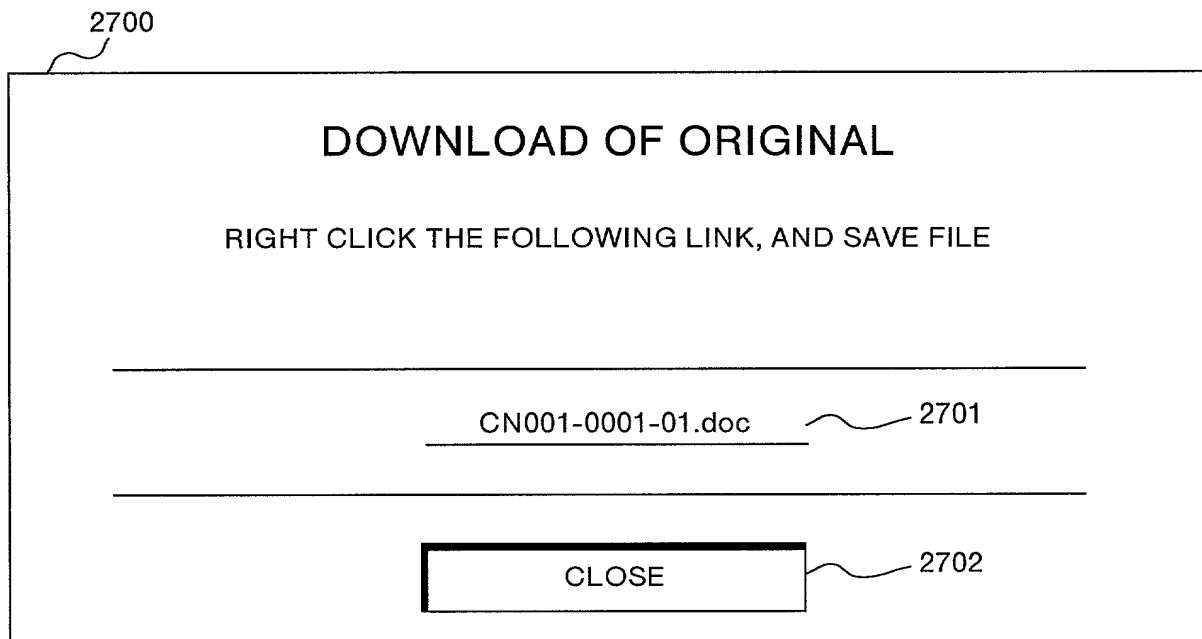 2700
DOWNLOAD OF ORIGINAL
RIGHT CLICK THE FOLLOWING LINK, AND SAVE FILE
CN001-0001-01.doc
2701
CLOSE
2702